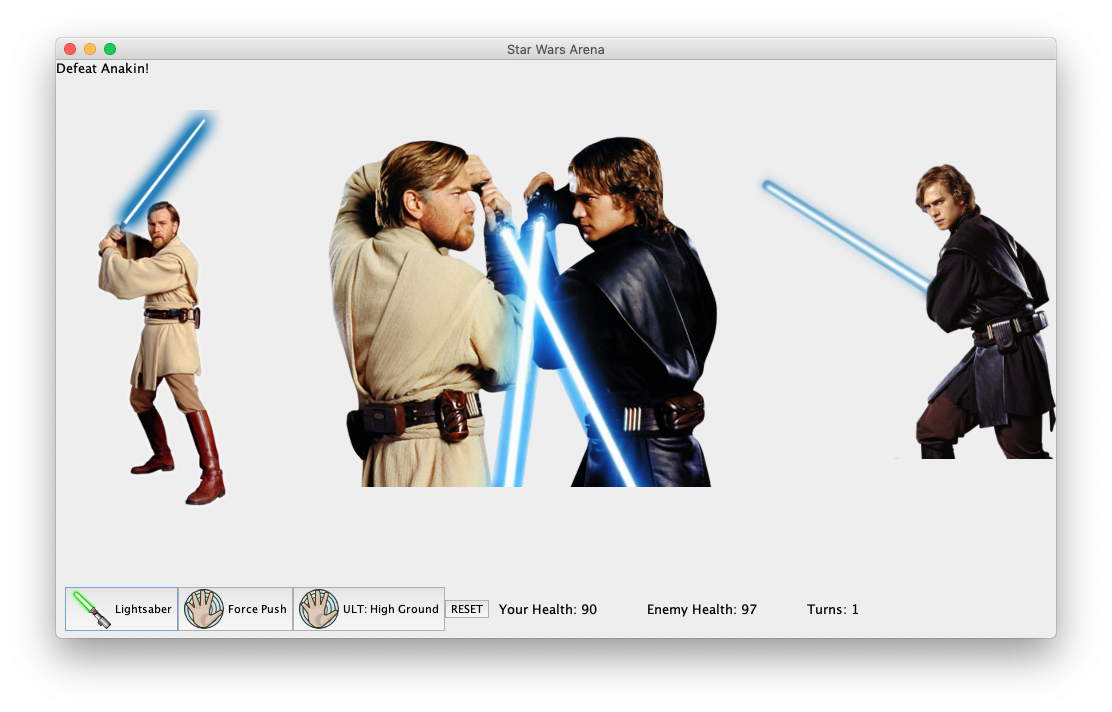 Star Wars Arena
Defeat Anakin!
Lightsaber Force Push ULT: High Ground RESET Your Health: 90 Enemy Health: 97 Turns: 1